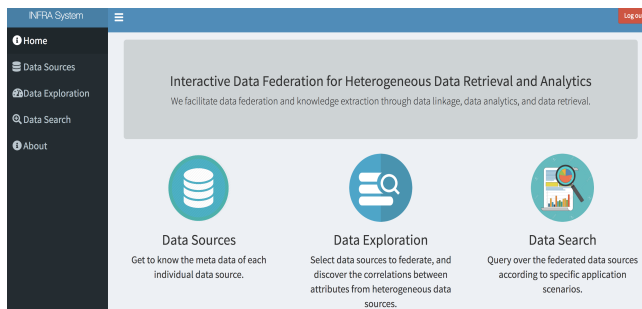 INFRA System
Log out
Home
Data Sources
Data Exploration
Data Search
About
Interactive Data Federation for Heterogeneous Data Retrieval and Analytics
We facilitate data federation and knowledge extraction through data linkage, data analytics, and data retrieval.
Data Sources
Get to know the meta data of each
individual data source.
Data Exploration
Select data sources to federate, and
discover the correlations between
attributes from heterogeneous data
sources.
Data Search
Query over the federated data sources
according to specific application
scenarios.